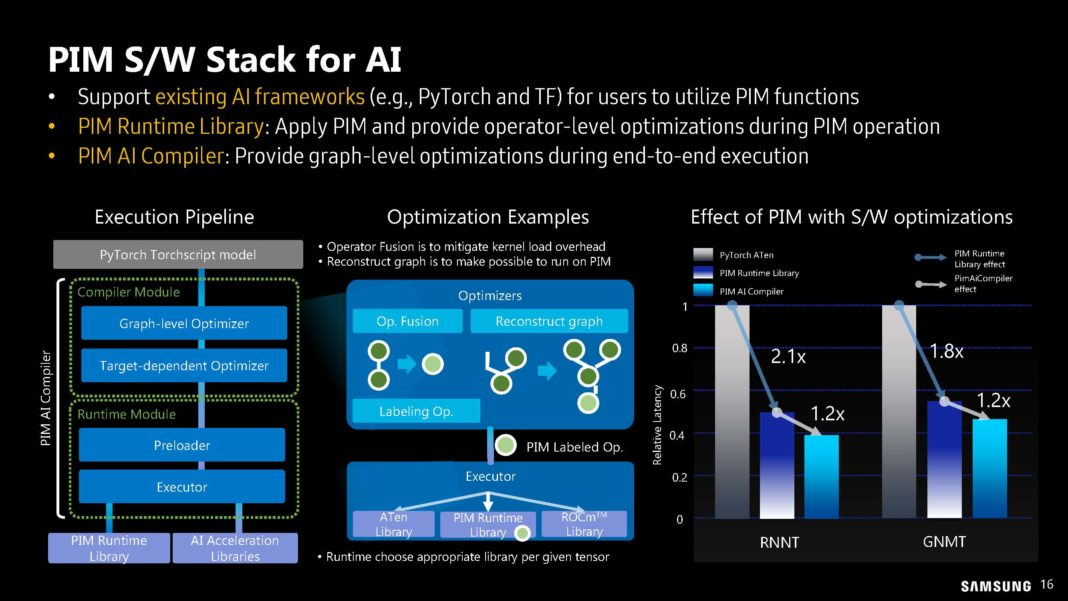 PIM S/W Stack for AI
• Support existing AI frameworks (e.g., PyTorch and TF) for users to utilize PIM functions
• PIM Runtime Library: Apply PIM and provide operator-level optimizations during PIM operation
• PIM AI Compiler: Provide graph-level optimizations during end-to-end execution
Execution Pipeline
PyTorch Torchscript model
PIM AI Compiler
Compiler Module
Graph-level Optimizer
Target-dependent Optimizer
Runtime Module
Preloader
Executor
PIM Runtime
Library
AI Acceleration
Libraries
Optimization Examples
• Operator Fusion is to mitigate kernel load overhead
• Reconstruct graph is to make possible to run on PIM
Optimizers
Op. Fusion
Reconstruct graph
Labeling Op.
PIM Labeled Op.
Executor
ATen
Library
PIM Runtime
Library
ROCm™
Library
• Runtime choose appropriate library per given tensor
Effect of PIM with S/W optimizations
PyTorch ATen
PIM Runtime Library
PIM AI Compiler
PIM Runtime
Library effect
PimAiCompiler
effect
Relative Latency
1
0.8
0.6
0.4
0.2
0
2.1x
1.2x
1.8x
1.2x
RNNT
GNMT
SAMSUNG 16